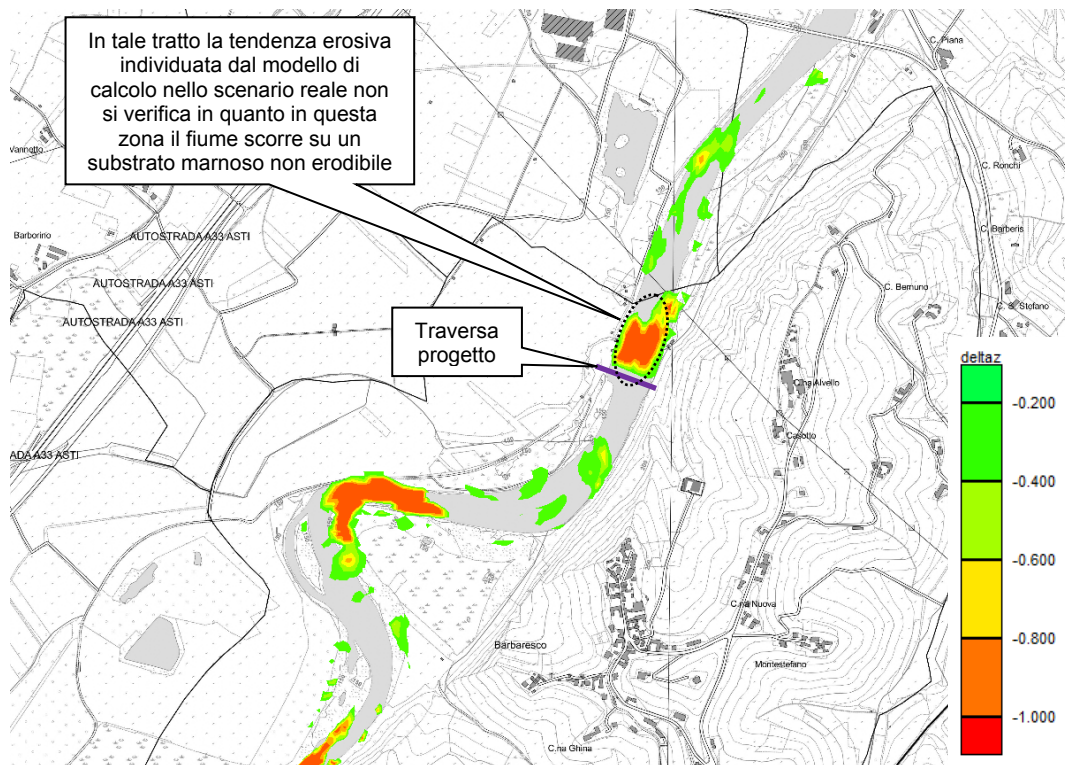 In tale tratto la tendenza erosiva
individuata dal modello di
calcolo nello scenario reale non
si verifica in quanto in questa
zona il fiume scorre su un
substrato marnoso non erodibile
C. Piana
vannetto
C. Ronchi
Barborino
AUTOSTRADA A33 ASTI
C. Barberis
AUTOSTRADA A33 ASTI
C. Bernuno
C. S. Stefano
AUTOSTRADA A33 ASTI
Traversa
progetto
deltaz
-0.200
-0.400
-0.600
-0.800
-1.000
C.na Alvello
Casotto
ADA A33 ASTI
C.na Nuova
Barbaresco
Montestefano
C.na Ghina